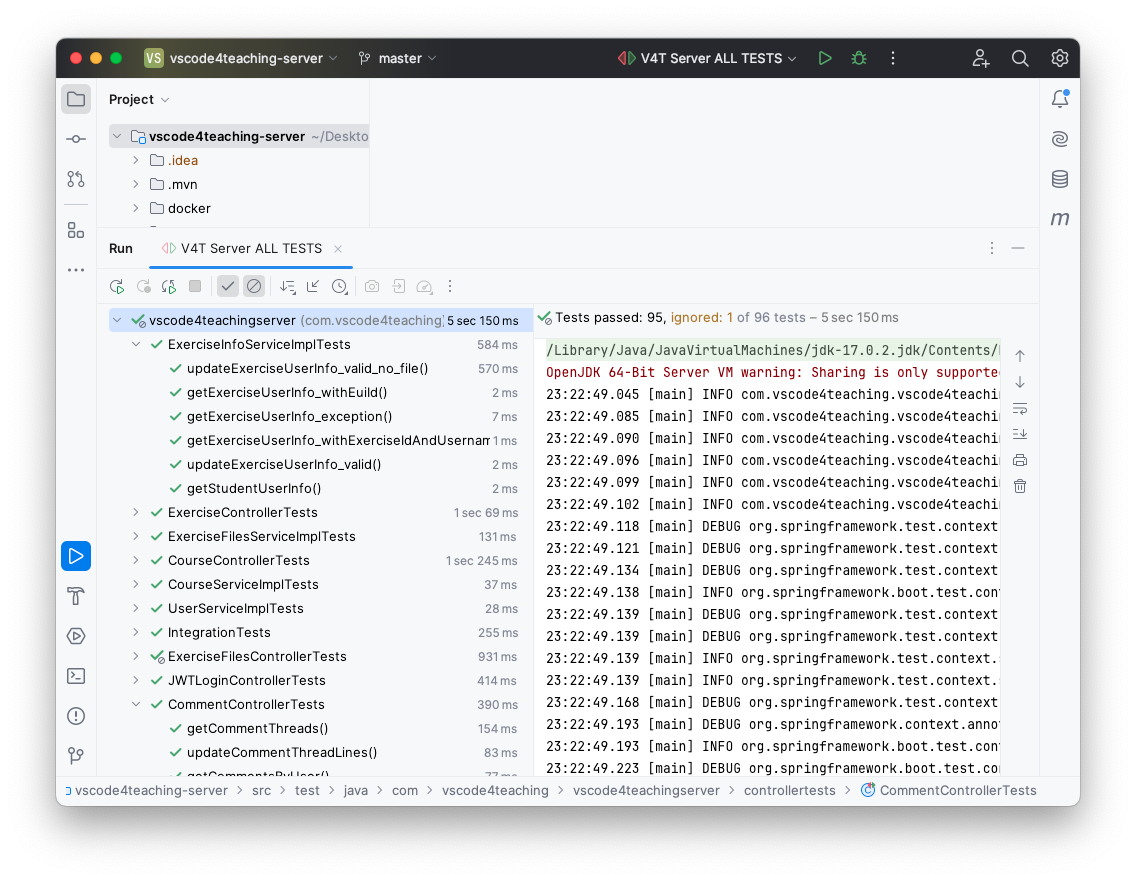 VS vscode4teaching-server master V4T Server ALL TESTS
Project
vscode4teaching-server ~/Deskto
.idea
.mvn
docker
Run V4T Server ALL TESTS
vscode4teachingserver (com.vscode4teaching. 5 sec 150 ms
ExerciseInfoServiceImplTests 584 ms
updateExerciseUserInfo_valid_no_file() 570 ms
getExerciseUserInfo_withEuild() 2 ms
getExerciseUserInfo_exception() 7 ms
getExerciseUserInfo_withExerciseIdAndUsernam 1 ms
updateExerciseUserInfo_valid() 2 ms
getStudentUserInfo() 2 ms
ExerciseControllerTests 1 sec 69 ms
ExerciseFilesServiceImplTests 131 ms
CourseControllerTests 1 sec 245 ms
CourseServiceImplTests 37 ms
UserServiceImplTests 28 ms
IntegrationTests 255 ms
ExerciseFilesControllerTests 931 ms
JWTLoginControllerTests 414 ms
CommentControllerTests 390 ms
getCommentThreads() 154 ms
updateCommentThreadLines() 83 ms
getCommentsByUser() 77 ms
Tests passed: 95, ignored: 1 of 96 tests – 5 sec 150 ms
/Library/Java/JavaVirtualMachines/jdk-17.0.2.jdk/Contents/
OpenJDK 64-Bit Server VM warning: Sharing is only supporte
23:22:49.045 [main] INFO com.vscode4teaching.vscode4teachi
23:22:49.085 [main] INFO com.vscode4teaching.vscode4teachi
23:22:49.090 [main] INFO com.vscode4teaching.vscode4teachi
23:22:49.096 [main] INFO com.vscode4teaching.vscode4teachi
23:22:49.099 [main] INFO com.vscode4teaching.vscode4teachi
23:22:49.102 [main] INFO com.vscode4teaching.vscode4teachi
23:22:49.118 [main] DEBUG org.springframework.test.context
23:22:49.121 [main] DEBUG org.springframework.test.context
23:22:49.134 [main] DEBUG org.springframework.test.context
23:22:49.138 [main] INFO org.springframework.boot.test.con
23:22:49.139 [main] DEBUG org.springframework.test.context
23:22:49.139 [main] DEBUG org.springframework.test.context
23:22:49.139 [main] INFO org.springframework.test.context.
23:22:49.139 [main] INFO org.springframework.test.context.
23:22:49.168 [main] DEBUG org.springframework.test.context
23:22:49.193 [main] DEBUG org.springframework.context.anno
23:22:49.193 [main] INFO org.springframework.boot.test.con
23:22:49.223 [main] DEBUG org.springframework.boot.test.co
vscode4teaching-server > src > test > java > com > vscode4teaching > vscode4teachingserver > controllertests > CommentControllerTests